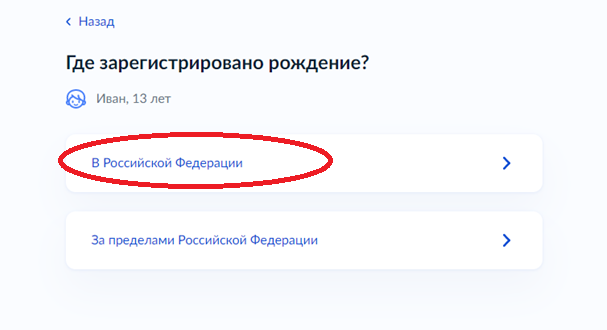 Назад
Где зарегистрировано рождение?
Иван, 13 лет
В Российской Федерации
За пределами Российской Федерации